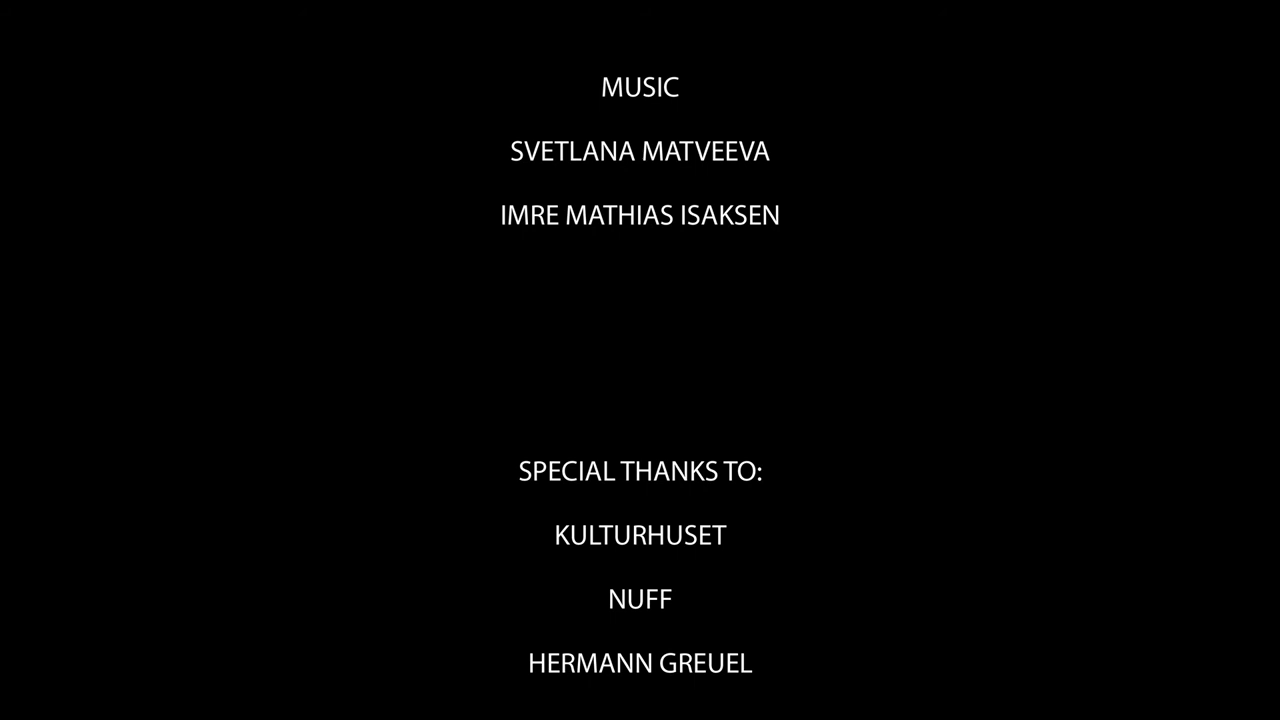 MUSIC
SVETLANA MATVEEVA
IMRE MATHIAS ISAKSEN
SPECIAL THANKS TO:
KULTURHUSET
NUFF
HERMANN GREUEL